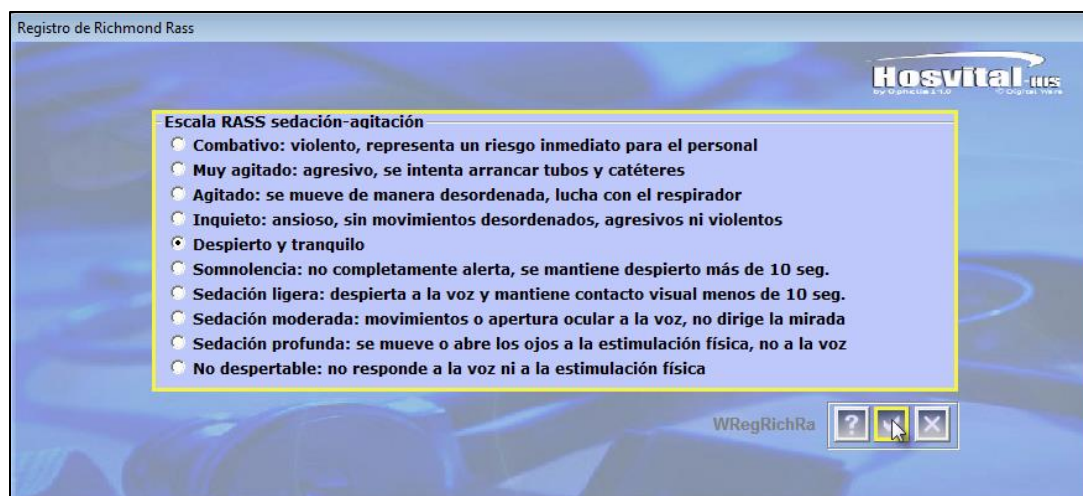 Registro de Richmond Rass
Hosvital-HIS
© Digital Ware
Escala RASS sedación-agitación
Combativo: violento, representa un riesgo inmediato para el personal
Muy agitado: agresivo, se intenta arrancar tubos y catéteres
Agitado: se mueve de manera desordenada, lucha con el respirador
Inquieto: ansioso, sin movimientos desordenados, agresivos ni violentos
Despierto y tranquilo
Somnolencia: no completamente alerta, se mantiene despierto más de 10 seg.
Sedación ligera: despierta a la voz y mantiene contacto visual menos de 10 seg.
Sedación moderada: movimientos o apertura ocular a la voz, no dirige la mirada
Sedación profunda: se mueve o abre los ojos a la estimulación física, no a la voz
No despertable: no responde a la voz ni a la estimulación física
WRegRichRa ?